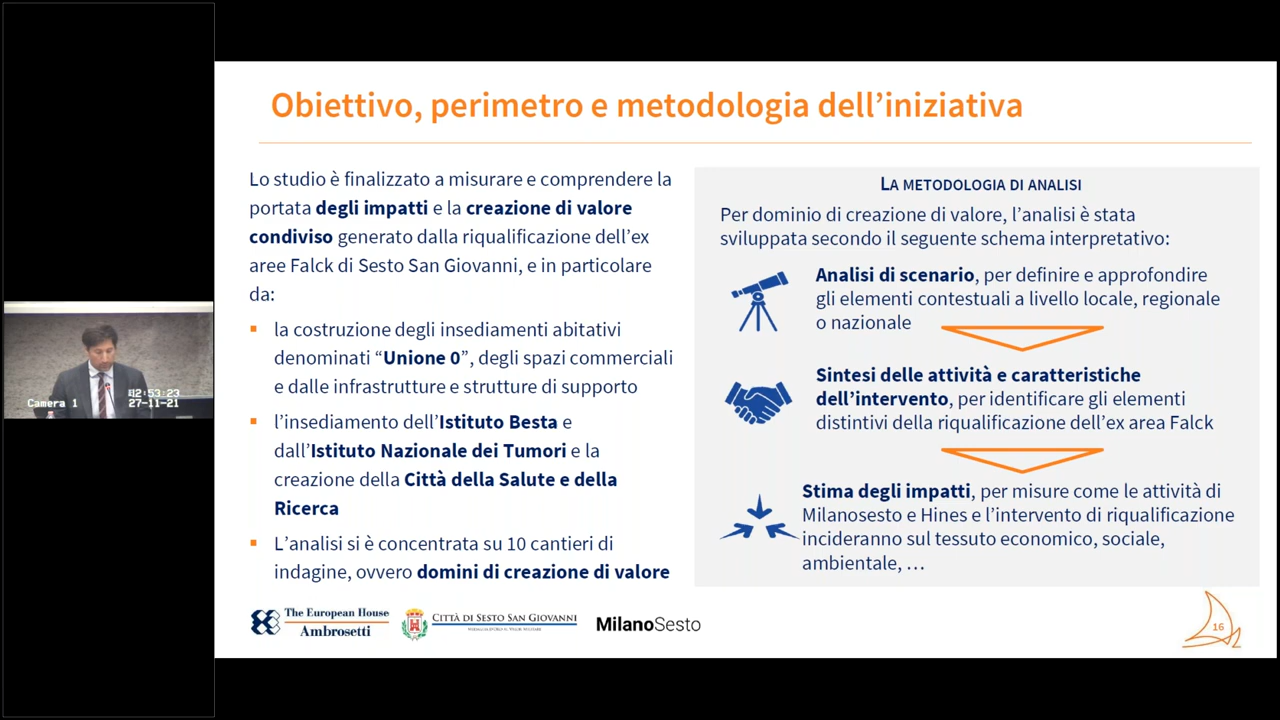 Obiettivo, perimetro e metodologia dell'iniziativa
Lo studio è finalizzato a misurare e comprendere la
portata degli impatti e la creazione di valore
condiviso generato dalla riqualificazione dell'ex
aree Falck di Sesto San Giovanni, e in particolare
da:
▪ la costruzione degli insediamenti abitativi
denominati “Unione 0”, degli spazi commerciali
e dalle infrastrutture e strutture di supporto
▪ l'insediamento dell'Istituto Besta e
dall'Istituto Nazionale dei Tumori e la
creazione della Città della Salute e della
Ricerca
▪ L'analisi si è concentrata su 10 cantieri di
indagine, ovvero domini di creazione di valore
LA METODOLOGIA DI ANALISI
Per dominio di creazione di valore, l'analisi è stata
sviluppata secondo il seguente schema interpretativo:
Analisi di scenario, per definire e approfondire
gli elementi contestuali a livello locale, regionale
o nazionale
Sintesi delle attività e caratteristiche
dell'intervento, per identificare gli elementi
distintivi della riqualificazione dell'ex area Falck
Stima degli impatti, per misure come le attività di
Milanosesto e Hines e l'intervento di riqualificazione
incideranno sul tessuto economico, sociale,
ambientale, …
The European House
Ambrosetti
CITTÀ DI SESTO SAN GIOVANNI
MilanoSesto
16
12:53:23
Camera 1
27-11-21